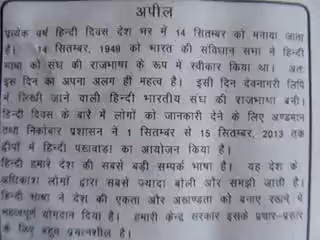 अपील
प्रत्येक वर्ष हिन्दी दिवस देश भर में 14 सितम्बर को मनाया जाता
है। 14 सितम्बर, 1949 को भारत की संविधान सभा ने हिन्दी
भाषा को संघ की राजभाषा के रूप में स्वीकार किया था। अतः
इस दिन का अपना अलग ही महत्व है। इसी दिन देवनागरी लिपि
में लिखी जाने वाली हिन्दी भारतीय संघ की राजभाषा बनी।
हिन्दी दिवस के बारे में लोगों को जानकारी देने के लिए अण्डमान
तथा निकोबार प्रशासन ने 1 सितम्बर से 15 सितम्बर, 2013 तक
द्वीपों में हिन्दी पखवाड़ा का आयोजन किया है।
हिन्दी हमारे देश की सबसे बड़ी सम्पर्क भाषा है। यह देश के
अधिकांश लोगों द्वारा सबसे ज्यादा बोली और समझी जाती है।
हिन्दी भाषा ने देश की एकता और अखण्डता को बनाए रखने में
महत्वपूर्ण योगदान दिया है। हमारी केन्द्र सरकार इसके प्रचार-प्रसार
के लिए बहुत प्रयत्नशील है।